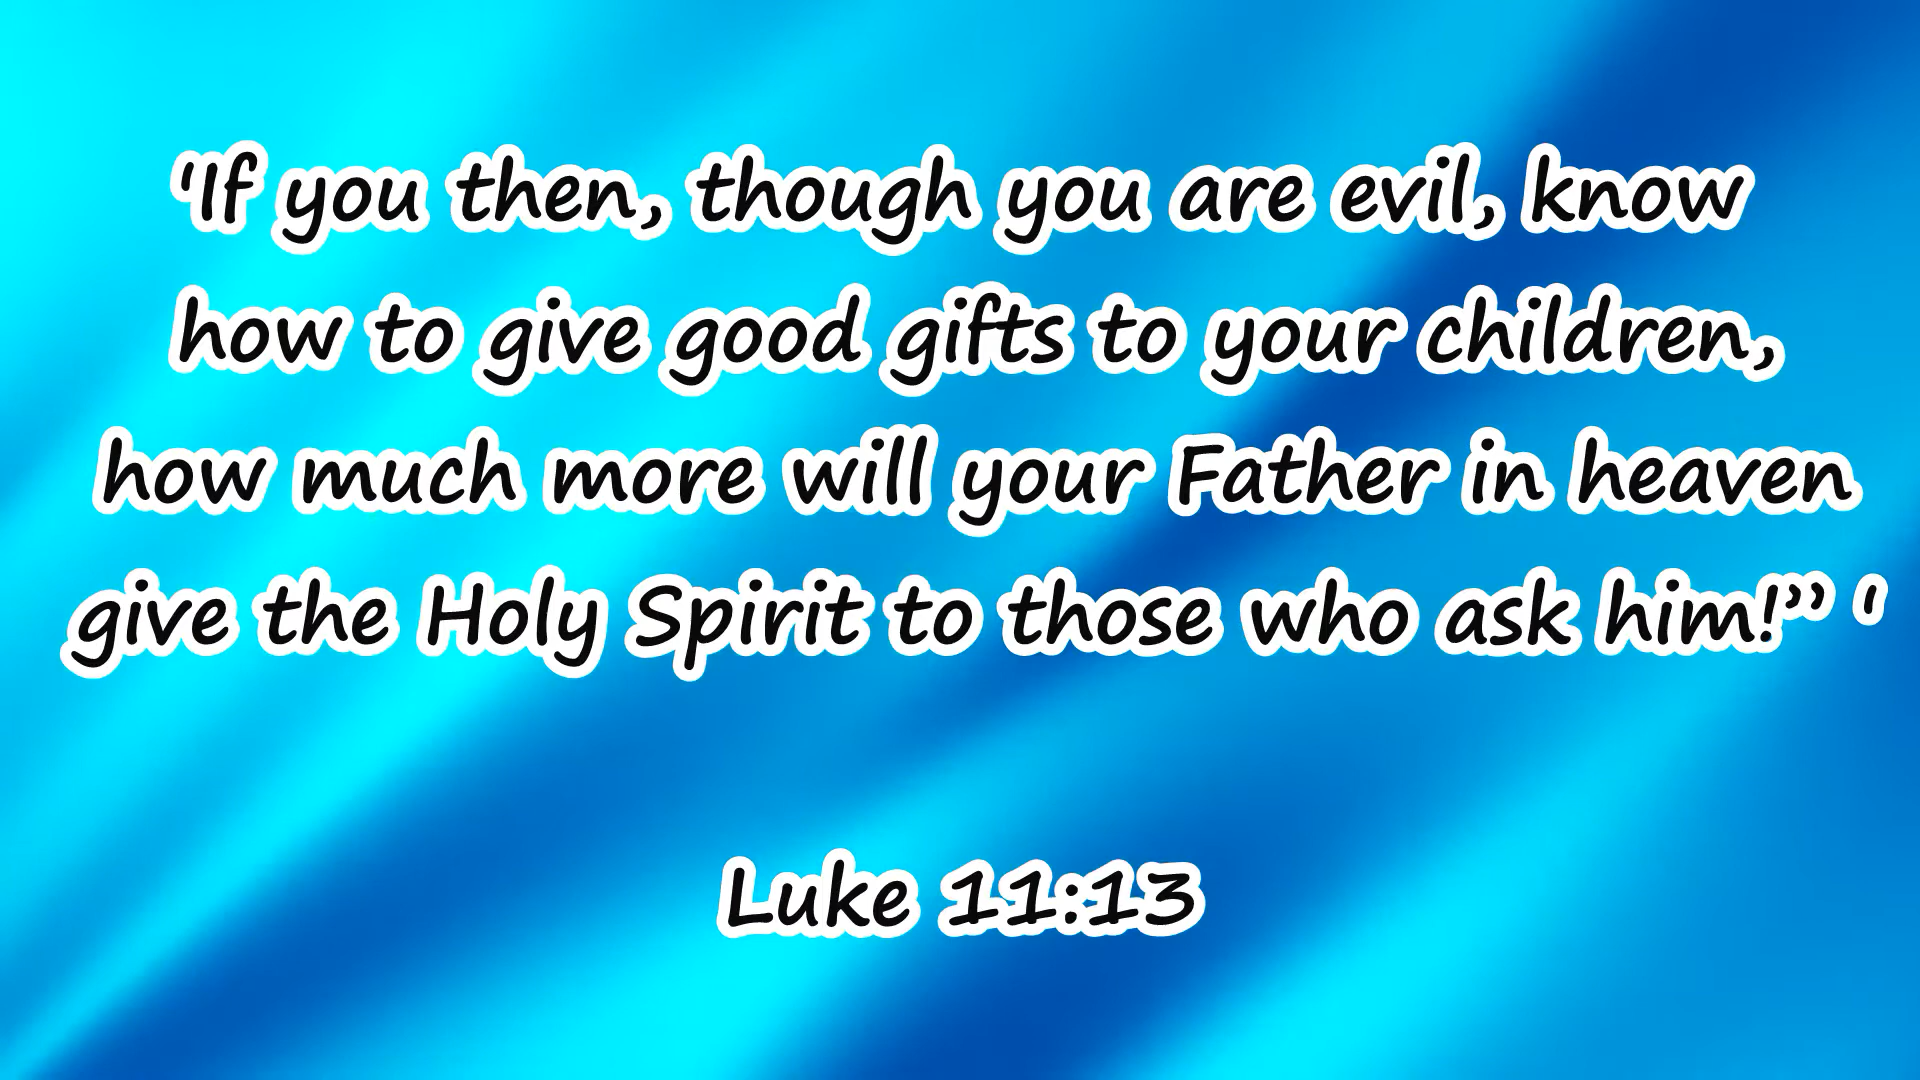 'If you then, though you are evil, know
how to give good gifts to your children,
how much more will your Father in heaven
give the Holy Spirit to those who ask him!” '
Luke 11:13